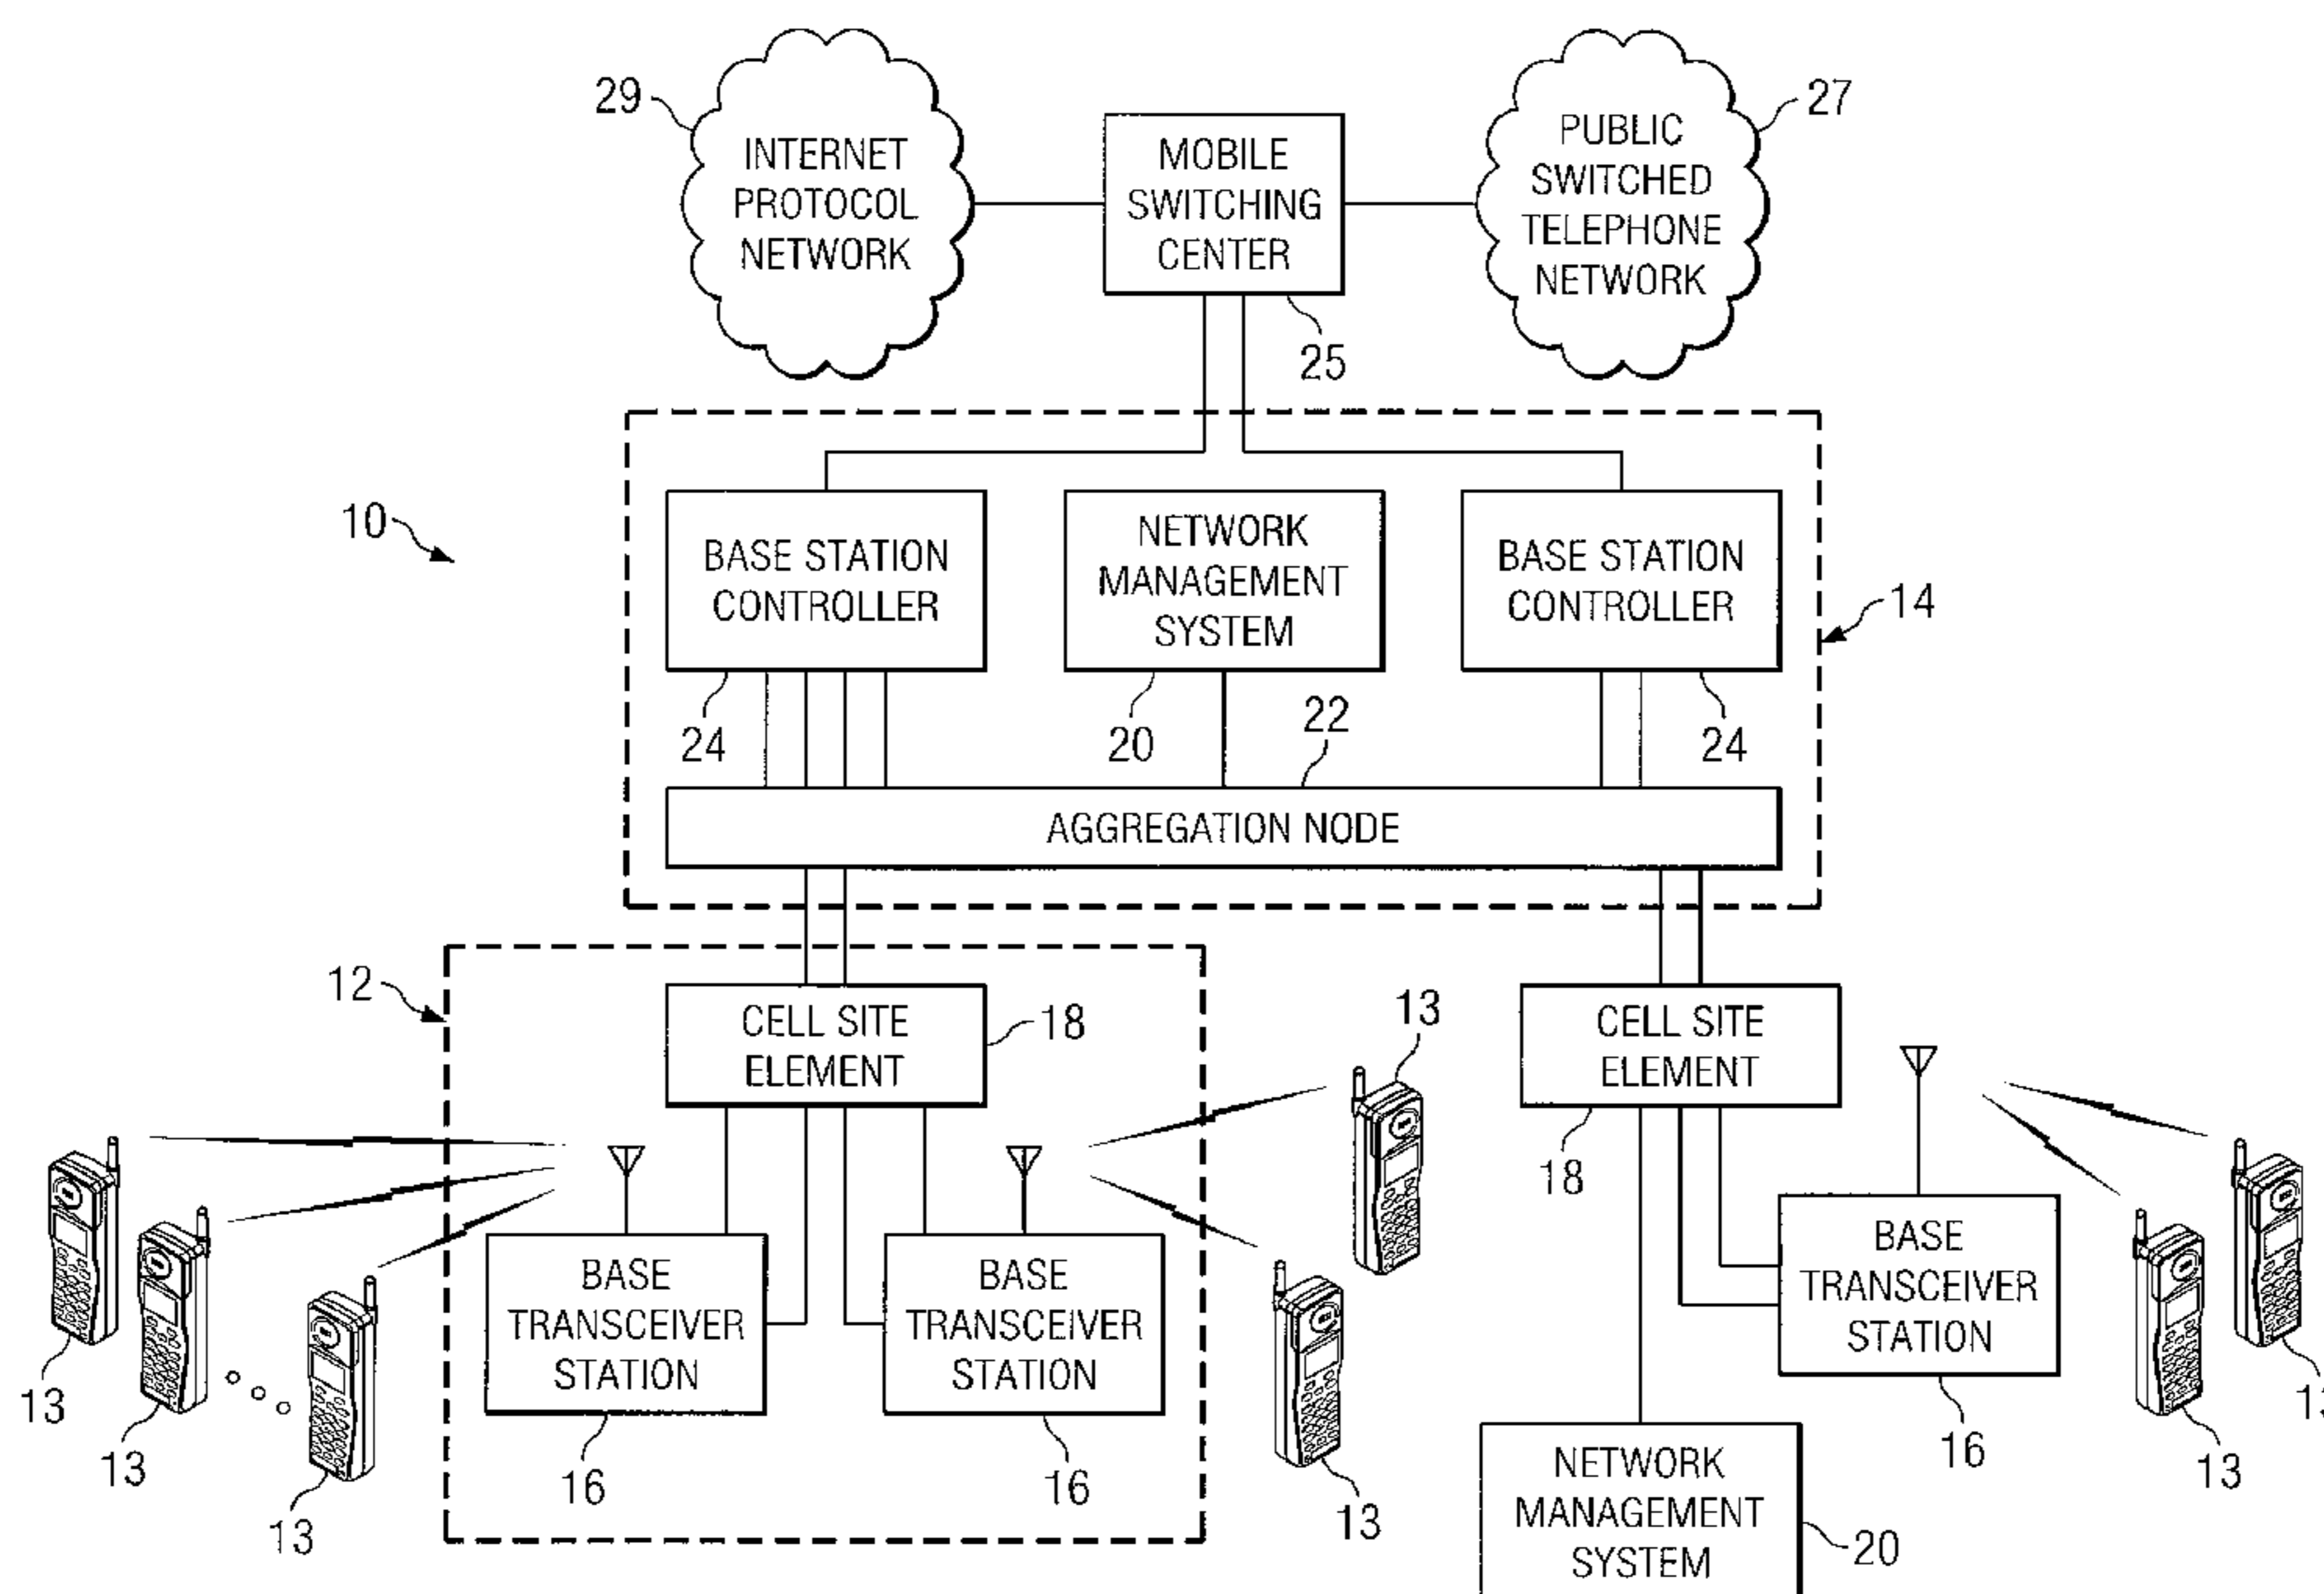 29
INTERNET
PROTOCOL
NETWORK
MOBILE
SWITCHING
CENTER
25
PUBLIC
SWITCHED
TELEPHONE
NETWORK
27
10
14
BASE STATION
CONTROLLER
24
NETWORK
MANAGEMENT
SYSTEM
20
22
BASE STATION
CONTROLLER
24
AGGREGATION NODE
12
CELL SITE
ELEMENT
18
13
CELL SITE
ELEMENT
18
BASE
TRANSCEIVER
STATION
16
BASE
TRANSCEIVER
STATION
16
BASE
TRANSCEIVER
STATION
16
13
13
13
13
13
NETWORK
MANAGEMENT
SYSTEM
20